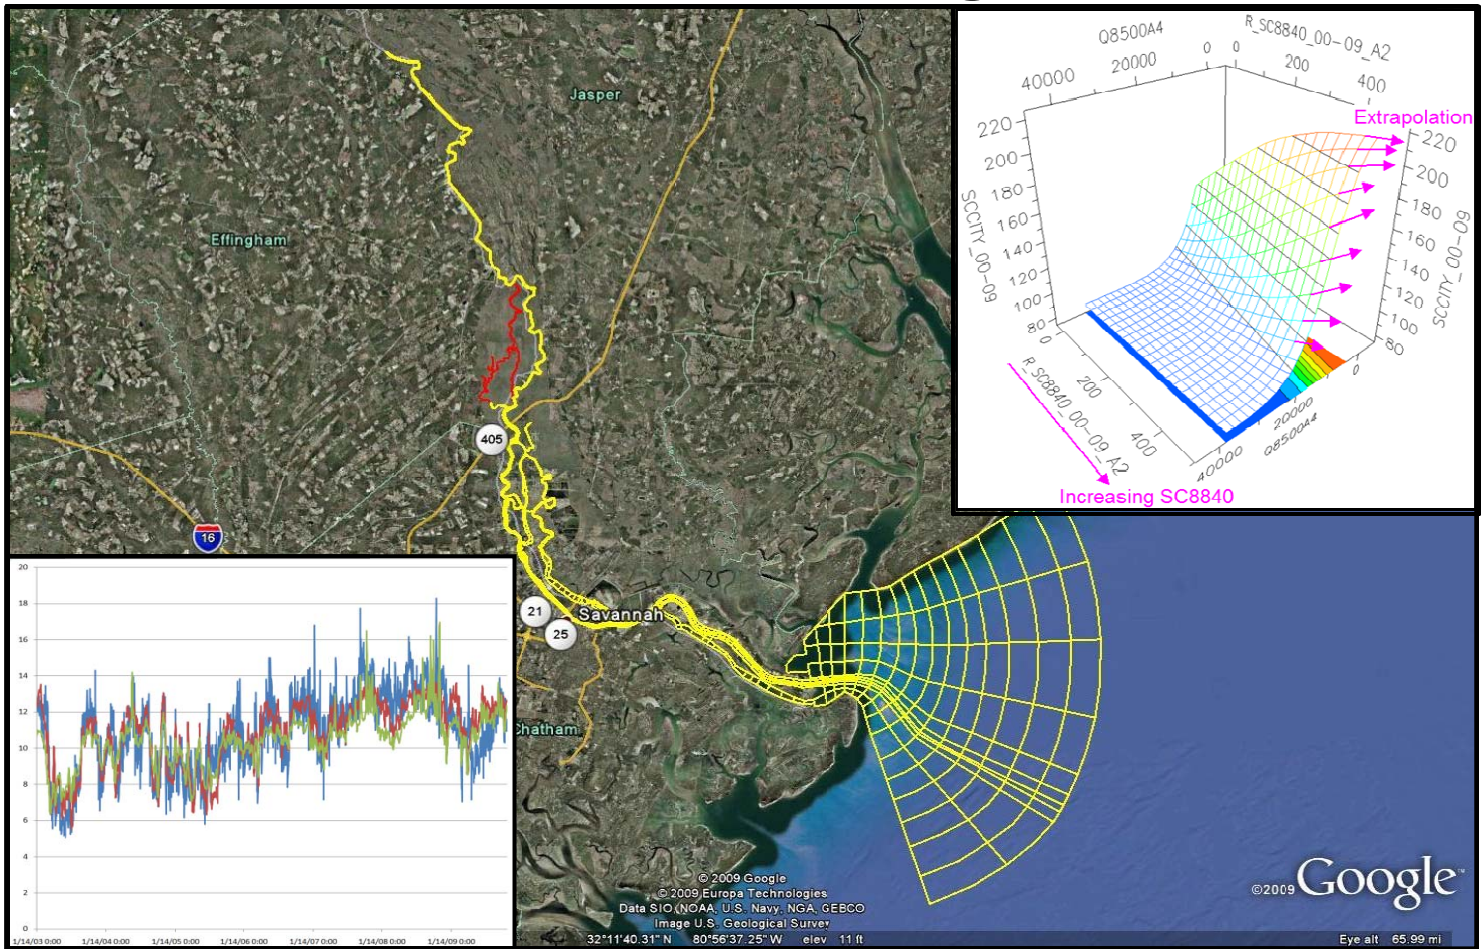 Jasper
Effingham
405
16
21
25
Savannah
Chatham
Q8500A4
R_SC8840_00-09_A2
40000
20000
0
0
200
400
Extrapolation
220
200
180
160
140
120
100
80
SCCITY_00-09
220
200
180
160
140
120
100
80
SCCITY_00-09
0
200
400
R_SC8840_00-09_A2
40000
20000
0
Q8500A4
Increasing SC8840
20
18
16
14
12
10
8
6
4
2
0
1/14/03 0:00
1/14/04 0:00
1/14/05 0:00
1/14/06 0:00
1/14/07 0:00
1/14/08 0:00
1/14/09 0:00
© 2009 Google
© 2009 Europa Technologies
Data SIO, NOAA, U.S. Navy, NGA, GEBCO
Image U.S. Geological Survey
©2009 Google™
32°11'40.31" N 80°56'37.25" W elev 11 ft
Eye alt 65.99 mi